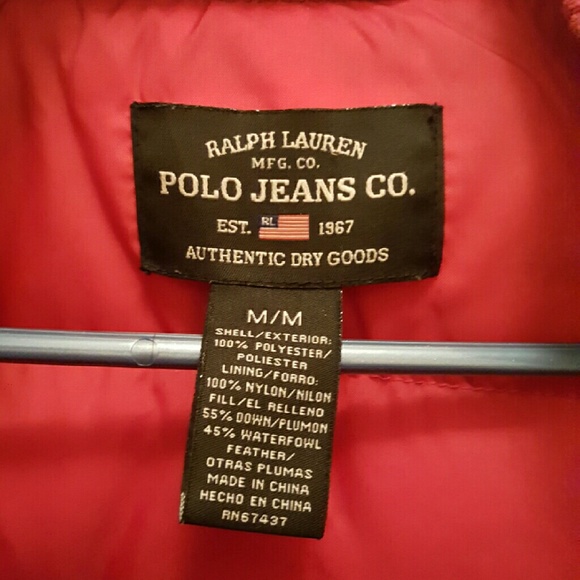 RALPH LAUREN
MFG. CO.
POLO JEANS CO.
EST. RL 1967
AUTHENTIC DRY GOODS
M/M
SHELL/EXTERIOR:
100% POLYESTER/
POLIESTER
LINING/FORRO:
100% NYLON/NILON
FILL/EL RELLENO
55% DOWN/PLUMON
45% WATERFOWL
FEATHER/
OTRAS PLUMAS
MADE IN CHINA
HECHO EN CHINA
RN67437